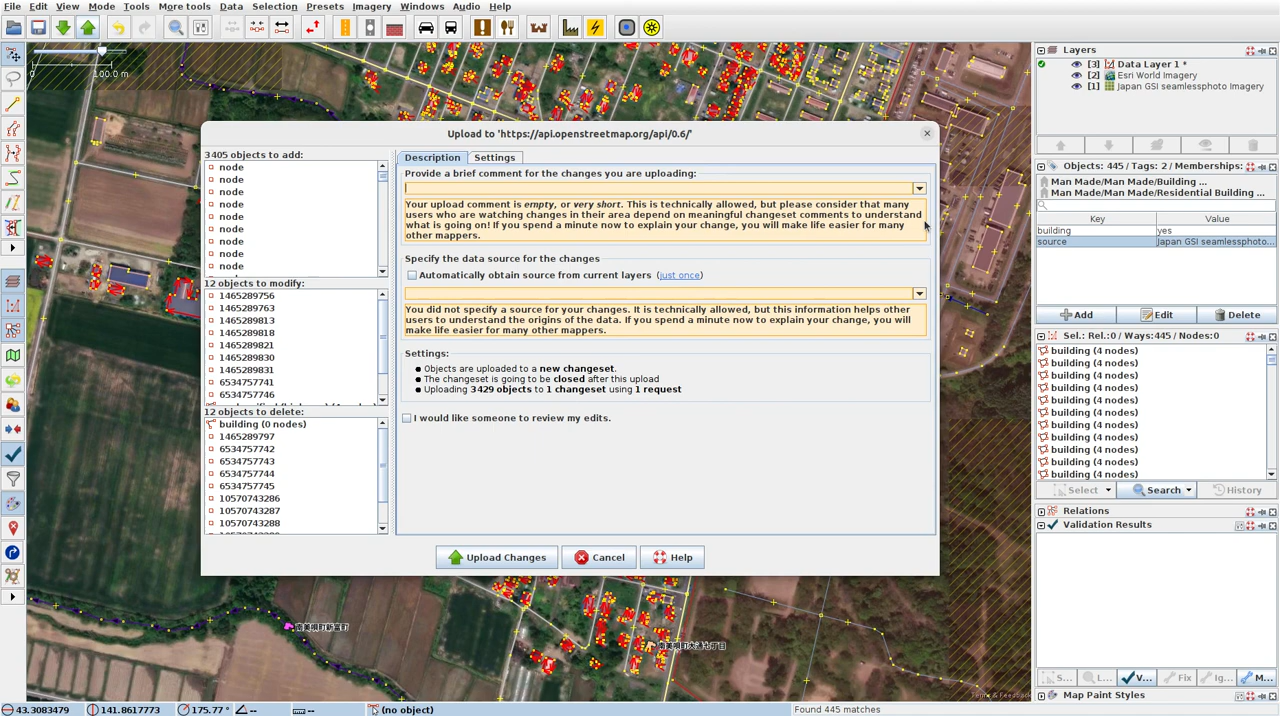 File Edit View Mode Tools More tools Data Selection Presets Imagery Windows Audio Help
0 100.0 m
Upload to 'https://api.openstreetmap.org/api/0.6/'
3405 objects to add:
node
node
node
node
node
node
node
node
node
12 objects to modify:
1465289756
1465289763
1465289813
1465289818
1465289821
1465289830
1465289831
6534757741
6534757746
12 objects to delete:
building (0 nodes)
1465289797
6534757742
6534757743
6534757744
6534757745
10570743286
10570743287
10570743288
Description Settings
Provide a brief comment for the changes you are uploading:
Your upload comment is empty, or very short. This is technically allowed, but please consider that many
users who are watching changes in their area depend on meaningful changeset comments to understand
what is going on! If you spend a minute now to explain your change, you will make life easier for many
other mappers.
Specify the data source for the changes
Automatically obtain source from current layers (just once)
You did not specify a source for your changes. It is technically allowed, but this information helps other
users to understand the origins of the data. If you spend a minute now to explain your change, you will
make life easier for many other mappers.
Settings:
Objects are uploaded to a new changeset.
The changeset is going to be closed after this upload
Uploading 3429 objects to 1 changeset using 1 request
I would like someone to review my edits.
Upload Changes Cancel Help
Layers
[3] Data Layer 1 *
[2] Esri World Imagery
[1] Japan GSI seamlessphoto Imagery
Objects: 445 / Tags: 2 / Memberships:
Man Made/Man Made/Building ...
Man Made/Man Made/Residential Building ...
Key Value
building yes
source Japan GSI seamlessphoto...
Add Edit Delete
Sel.: Rel.:0 / Ways:445 / Nodes:0
building (4 nodes)
building (4 nodes)
building (4 nodes)
building (4 nodes)
building (4 nodes)
building (4 nodes)
building (4 nodes)
building (4 nodes)
building (4 nodes)
building (4 nodes)
building (4 nodes)
Select Search History
Relations
Validation Results
S... L... V... Fix Ig... M...
Map Paint Styles
南美唄町新富町
Terms & Feedback
43.3083479 141.8617773 175.77 ° -- -- (no object) Found 445 matches